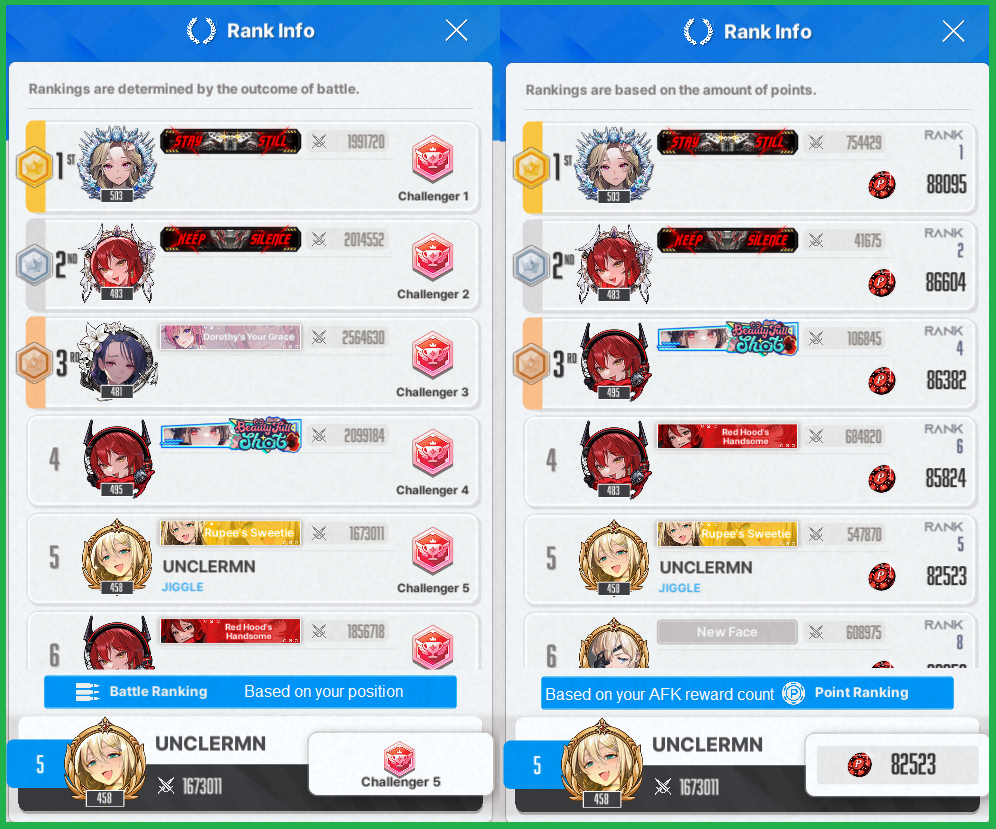 Rank Info
Rankings are determined by the outcome of battle.
1ST
503
STAY STILL
1991720
Challenger 1
2ND
483
KEEP SILENCE
2014552
Challenger 2
3RD
481
Dorothy's Your Grace
2564630
Challenger 3
4
495
Beauty Full Shot
2099184
Challenger 4
5
458
Rupee's Sweetie
1673011
UNCLERMN
JIGGLE
Challenger 5
6
Red Hood's
Handsome
1856718
Battle Ranking Based on your position
5
458
UNCLERMN
1673011
Challenger 5
Rank Info
Rankings are based on the amount of points.
1ST
503
STAY STILL
754429
RANK
1
P
88095
2ND
483
KEEP SILENCE
41675
RANK
2
P
86604
3RD
495
Beauty Full Shot
106845
RANK
4
P
86382
4
483
Red Hood's
Handsome
684820
RANK
6
P
85824
5
458
Rupee's Sweetie
547870
UNCLERMN
JIGGLE
RANK
5
P
82523
6
New Face
608975
RANK
8
Based on your AFK reward count P Point Ranking
5
458
UNCLERMN
1673011
P
82523